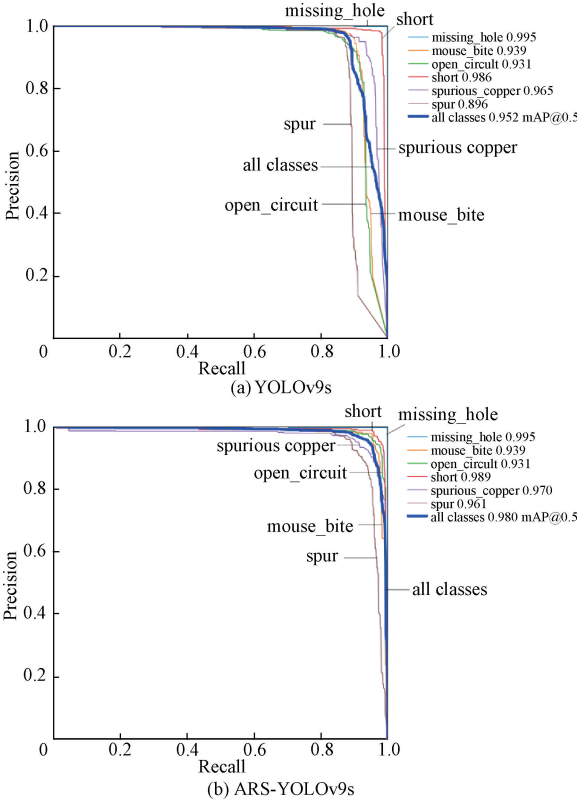 missing_hole
short
1.0
missing_hole 0.995
mouse_bite 0.939
open_circult 0.931
short 0.986
spurious_copper 0.965
spur 0.896
all classes 0.952 mAP@0.5
0.8
spur
0.6
spurious copper
all classes
Precision
open_circuit
0.4
mouse_bite
0.2
0
0.2
0.4
0.6
0.8
1.0
Recall
(a) YOLOv9s
short
missing_hole
1.0
missing_hole 0.995
mouse_bite 0.939
open_circult 0.931
short 0.989
spurious_copper 0.970
spur 0.961
all classes 0.980 mAP@0.5
spurious copper
open_circuit
0.8
mouse_bite
0.6
spur
all classes
Precision
0.4
0.2
0
0.2
0.4
0.6
0.8
1.0
Recall
(b) ARS-YOLOv9s